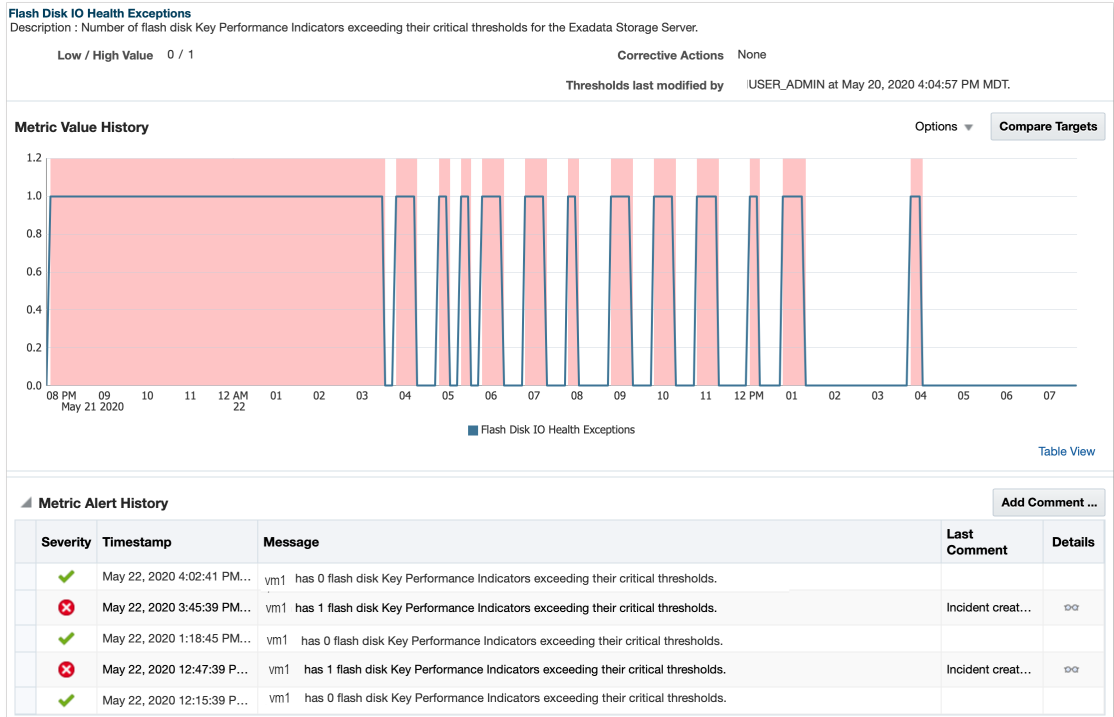 Flash Disk IO Health Exceptions
Description : Number of flash disk Key Performance Indicators exceeding their critical thresholds for the Exadata Storage Server.
Low / High Value 0 / 1
Corrective Actions None
Thresholds last modified by USER_ADMIN at May 20, 2020 4:04:57 PM MDT.
Metric Value History
Options Compare Targets
1.2
1.0
0.8
0.6
0.4
0.2
0.0
08 PM 09 10 11 12 AM 01 02 03 04 05 06 07 08 09 10 11 12 PM 01 02 03 04 05 06 07
May 21 2020 22
Flash Disk IO Health Exceptions
Table View
Metric Alert History
Add Comment ...
Severity Timestamp Message Last Comment Details
May 22, 2020 4:02:41 PM... vm1 has 0 flash disk Key Performance Indicators exceeding their critical thresholds.
May 22, 2020 3:45:39 PM... vm1 has 1 flash disk Key Performance Indicators exceeding their critical thresholds. Incident creat...
May 22, 2020 1:18:45 PM... vm1 has 0 flash disk Key Performance Indicators exceeding their critical thresholds.
May 22, 2020 12:47:39 P... vm1 has 1 flash disk Key Performance Indicators exceeding their critical thresholds. Incident creat...
May 22, 2020 12:15:39 P... vm1 has 0 flash disk Key Performance Indicators exceeding their critical thresholds.